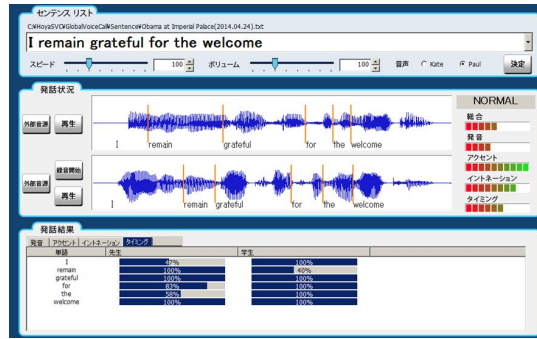 センテンス リスト
C:¥HoyaSVC¥GlobalVoiceCall¥Sentence¥Obama at Imperial Palace(2014.04.24).txt
I remain grateful for the welcome
スピード 100 ボリューム 100 音声 Kate Paul 決定
発話状況
NORMAL
外部音源 再生
I remain grateful for the welcome
総合
発音
アクセント
イントネーション
タイミング
録音開始
外部音源
再生
I remain grateful for the welcome
発話結果
発音 アクセント イントネーション タイミング
単語 先生 学生
I 47% 100%
remain 100% 40%
grateful 100% 100%
for 83% 100%
the 58% 100%
welcome 100% 100%